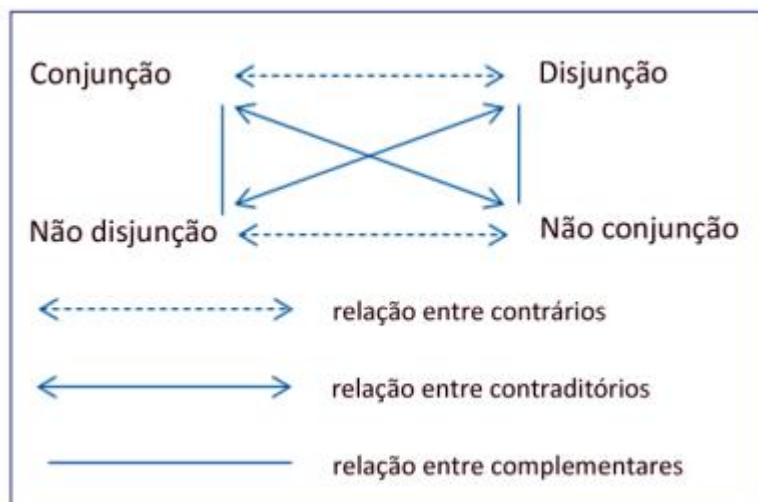 Conjunção Disjunção
Não disjunção Não conjunção
relação entre contrários
relação entre contraditórios
relação entre complementares